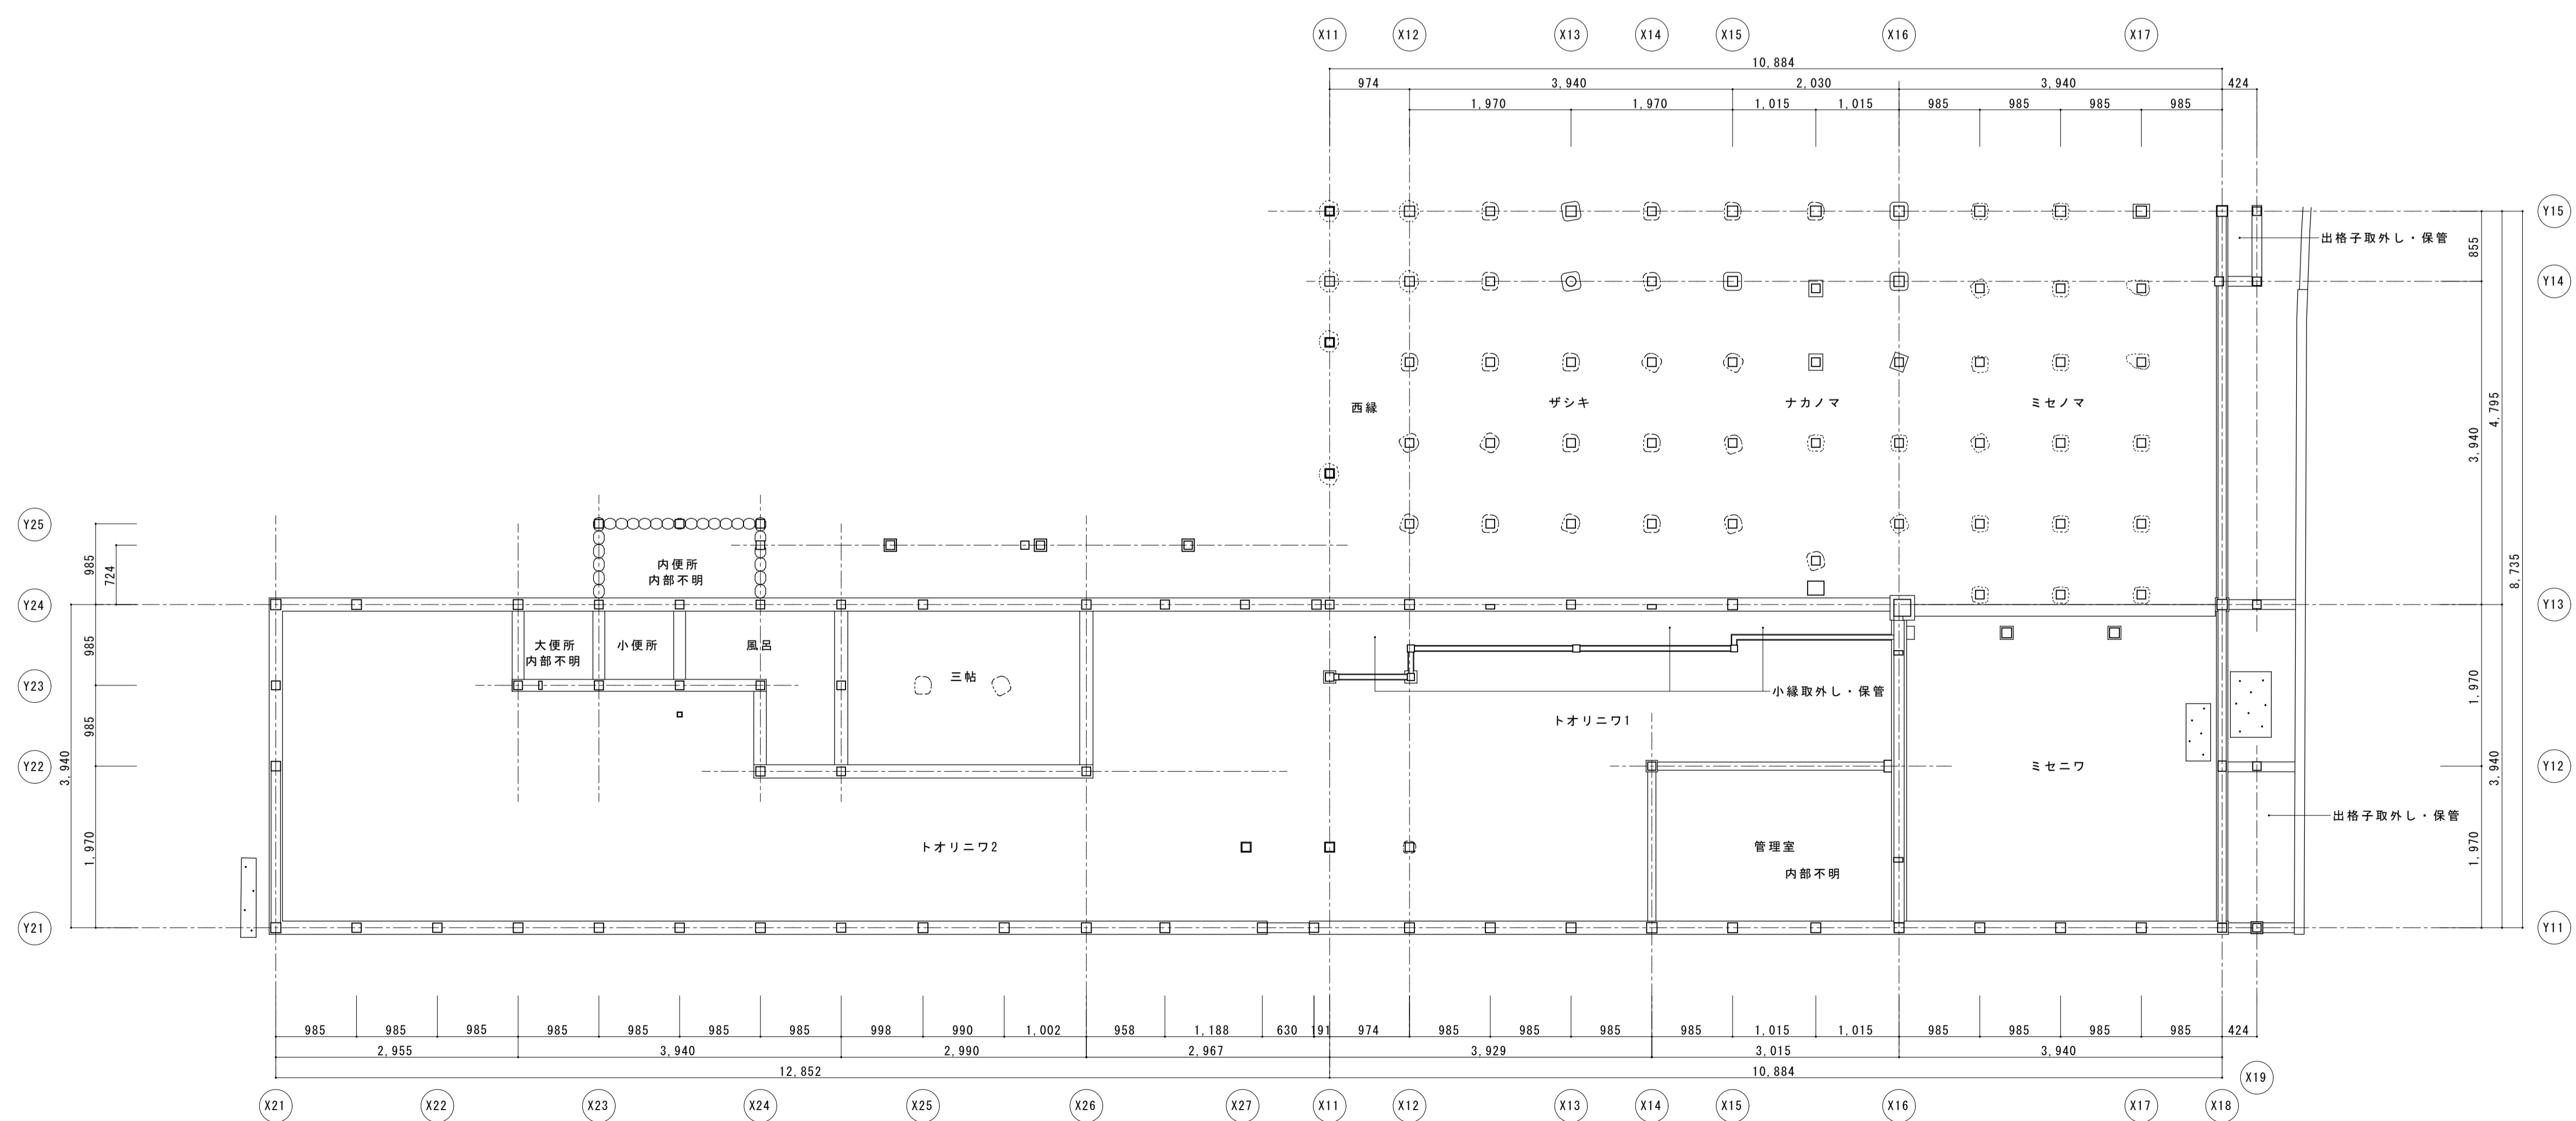 X11 X12 X13 X14 X15 X16 X17
10,884
974 3,940 2,030 3,940 424
1,970 1,970 1,015 1,015 985 985 985 985
Y15
出格子取外し・保管
855
Y14
西縁 ザシキ ナカノマ ミセノマ
3,940 4,795
8,735
Y25
985 724
内便所
内部不明
Y24 Y13
985
大便所
内部不明
小便所 風呂
三帖
Y23
小縁取外し・保管
1,970
トオリニワ1
985
3,940
Y22
ミセニワ
3,940
Y12
出格子取外し・保管
1,970
トオリニワ2
管理室
内部不明
1,970
Y21 Y11
985 985 985 985 985 985 985 998 990 1,002 958 1,188 630 191 974 985 985 985 985 1,015 1,015 985 985 985 985 424
2,955 3,940 2,990 2,967 3,929 3,015 3,940
12,852 10,884
X19
X21 X22 X23 X24 X25 X26 X27 X11 X12 X13 X14 X15 X16 X17 X18